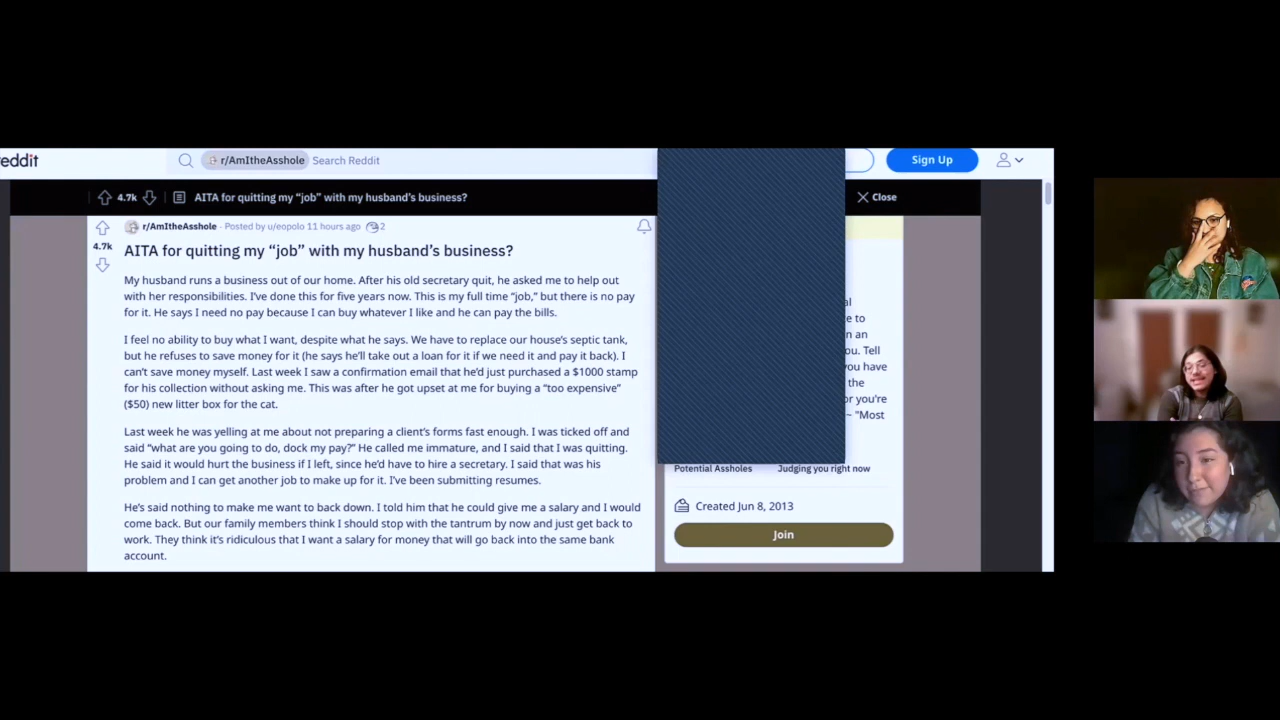 reddit
r/AmItheAsshole Search Reddit
Sign Up
4.7k AITA for quitting my “job” with my husband’s business?
Close
r/AmItheAsshole · Posted by u/eopolo 11 hours ago 2
4.7k
AITA for quitting my “job” with my husband’s business?
My husband runs a business out of our home. After his old secretary quit, he asked me to help out
with her responsibilities. I’ve done this for five years now. This is my full time “job,” but there is no pay
for it. He says I need no pay because I can buy whatever I like and he can pay the bills.
I feel no ability to buy what I want, despite what he says. We have to replace our house’s septic tank,
but he refuses to save money for it (he says he’ll take out a loan for it if we need it and pay it back). I
can’t save money myself. Last week I saw a confirmation email that he’d just purchased a $1000 stamp
for his collection without asking me. This was after he got upset at me for buying a “too expensive”
($50) new litter box for the cat.
Last week he was yelling at me about not preparing a client’s forms fast enough. I was ticked off and
said “what are you going to do, dock my pay?” He called me immature, and I said that I was quitting.
He said it would hurt the business if I left, since he’d have to hire a secretary. I said that was his
problem and I can get another job to make up for it. I’ve been submitting resumes.
He’s said nothing to make me want to back down. I told him that he could give me a salary and I would
come back. But our family members think I should stop with the tantrum by now and just get back to
work. They think it’s ridiculous that I want a salary for money that will go back into the same bank
account.
e to
n an
ou. Tell
you have
the
or you're
~ "Most
Potential Assholes Judging you right now
Created Jun 8, 2013
Join